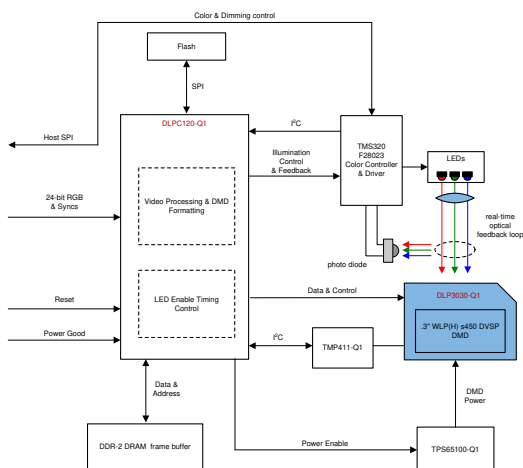 Color & Dimming control
Flash
SPI
DLPC120-Q1
Host SPI
I²C
TMS320
F28023
Color Controller
& Driver
LEDs
Illumination
Control
& Feedback
24-bit RGB
& Syncs
Video Processing & DMD
Formatting
real-time
optical
feedback loop
photo diode
LED Enable Timing
Control
Reset
Data & Control
DLP3030-Q1
.3" WLP(H) s450 DVSP
DMD
Power Good
I²C
TMP411-Q1
Data &
Address
DMD
Power
DDR-2 DRAM frame buffer
Power Enable
TPS65100-Q1